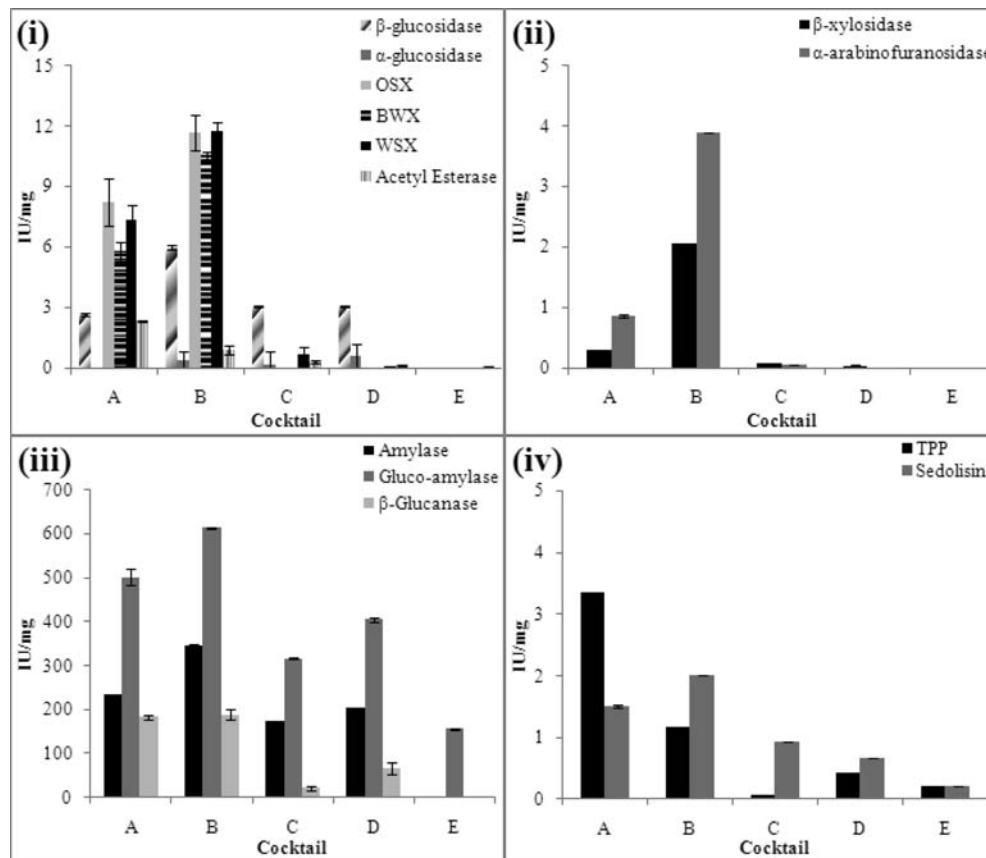 (i)
β-glucosidase
α-glucosidase
OSX
BWX
WSX
Acetyl Esterase
15
12
9
6
3
0
IU/mg
A B C D E
Cocktail
(ii)
β-xylosidase
α-arabinofuranosidase
5
4
3
2
1
0
IU/mg
A B C D E
Cocktail
(iii)
Amylase
Gluco-amylase
β-Glucanase
700
600
500
400
300
200
100
0
IU/mg
A B C D E
Cocktail
(iv)
TPP
Sedolisin
5
4
3
2
1
0
IU/mg
A B C D E
Cocktail